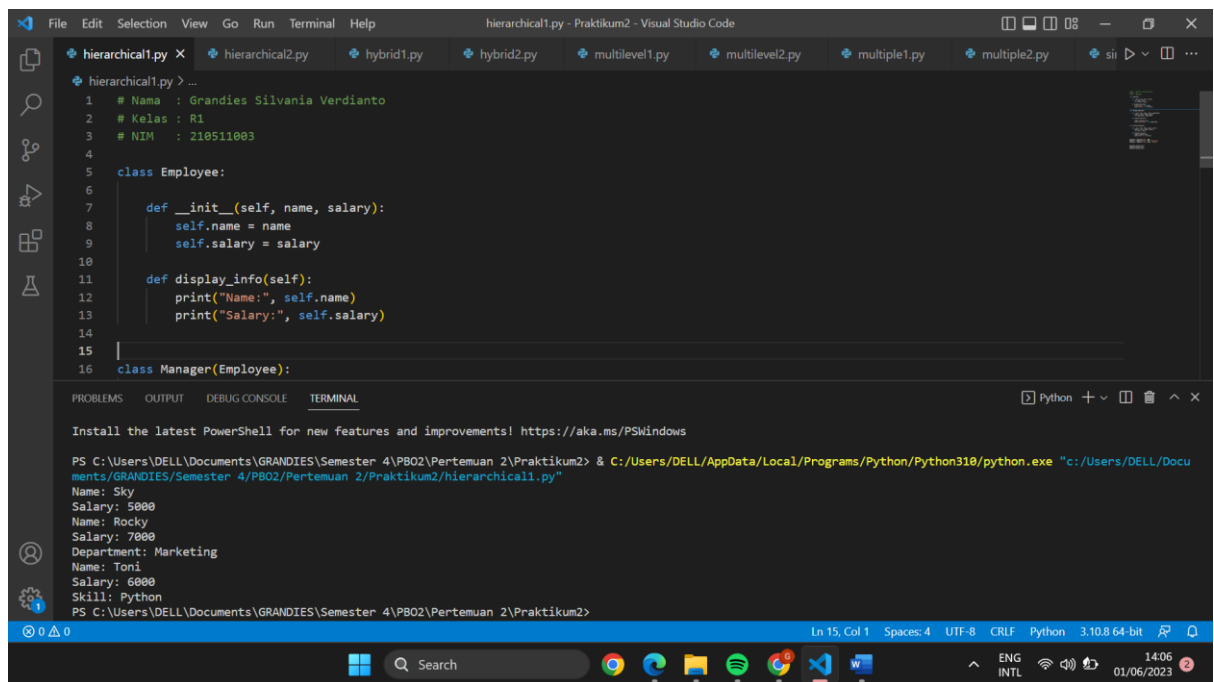 File Edit Selection View Go Run Terminal Help hierarchical1.py - Praktikum2 - Visual Studio Code
hierarchical1.py hierarchical2.py hybrid1.py hybrid2.py multilevel1.py multilevel2.py multiple1.py multiple2.py
hierarchical1.py > ...
1 # Nama : Grandies Silvania Verdianto
2 # Kelas : R1
3 # NIM : 210511003
4
5 class Employee:
6
7 def __init__(self, name, salary):
8 self.name = name
9 self.salary = salary
10
11 def display_info(self):
12 print("Name:", self.name)
13 print("Salary:", self.salary)
14
15
16 class Manager(Employee):
PROBLEMS OUTPUT DEBUG CONSOLE TERMINAL Python
Install the latest PowerShell for new features and improvements! https://aka.ms/PSWindows
PS C:\Users\DELL\Documents\GRANDIES\Semester 4\PBO2\Pertemuan 2\Praktikum2> & C:/Users/DELL/AppData/Local/Programs/Python/Python310/python.exe "c:/Users/DELL/Docu
ments/GRANDIES/Semester 4/PBO2/Pertemuan 2/Praktikum2/hierarchical1.py"
Name: Sky
Salary: 5000
Name: Rocky
Salary: 7000
Department: Marketing
Name: Toni
Salary: 6000
Skill: Python
PS C:\Users\DELL\Documents\GRANDIES\Semester 4\PBO2\Pertemuan 2\Praktikum2>
1
0 0 Ln 15, Col 1 Spaces: 4 UTF-8 CRLF Python 3.10.8 64-bit
Search ENG 14:06
INTL 01/06/2023 2